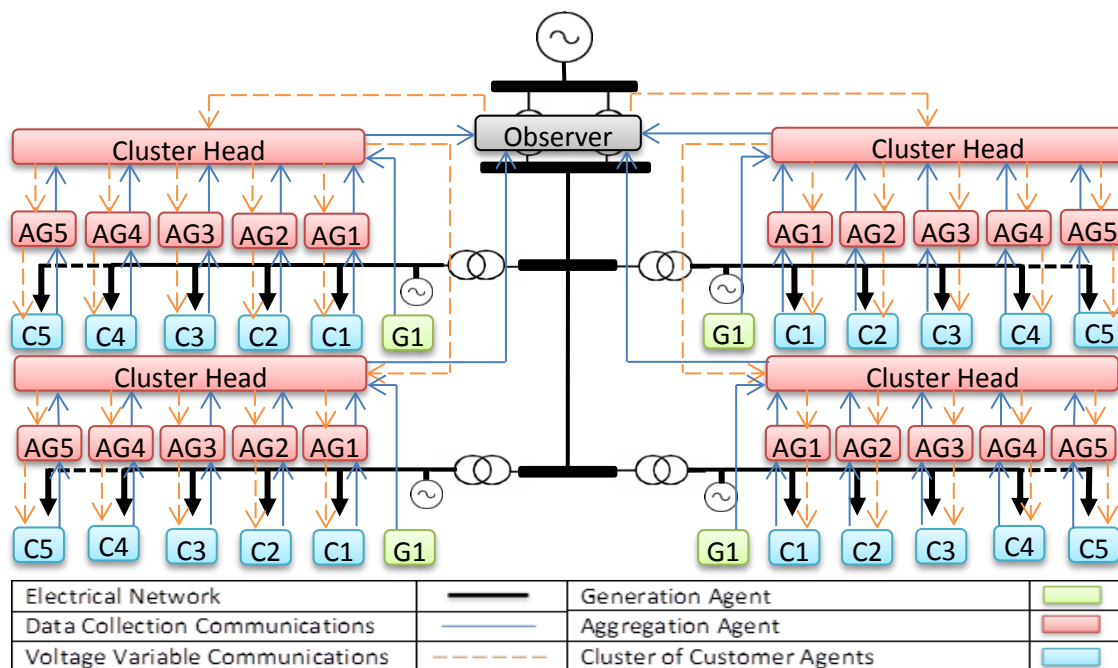 Observer
Cluster Head
Cluster Head
AG5 AG4 AG3 AG2 AG1
AG1 AG2 AG3 AG4 AG5
C5 C4 C3 C2 C1 G1
G1 C1 C2 C3 C4 C5
Cluster Head
Cluster Head
AG5 AG4 AG3 AG2 AG1
AG1 AG2 AG3 AG4 AG5
C5 C4 C3 C2 C1 G1
G1 C1 C2 C3 C4 C5
Electrical Network
Generation Agent
Data Collection Communications
Aggregation Agent
Voltage Variable Communications
Cluster of Customer Agents